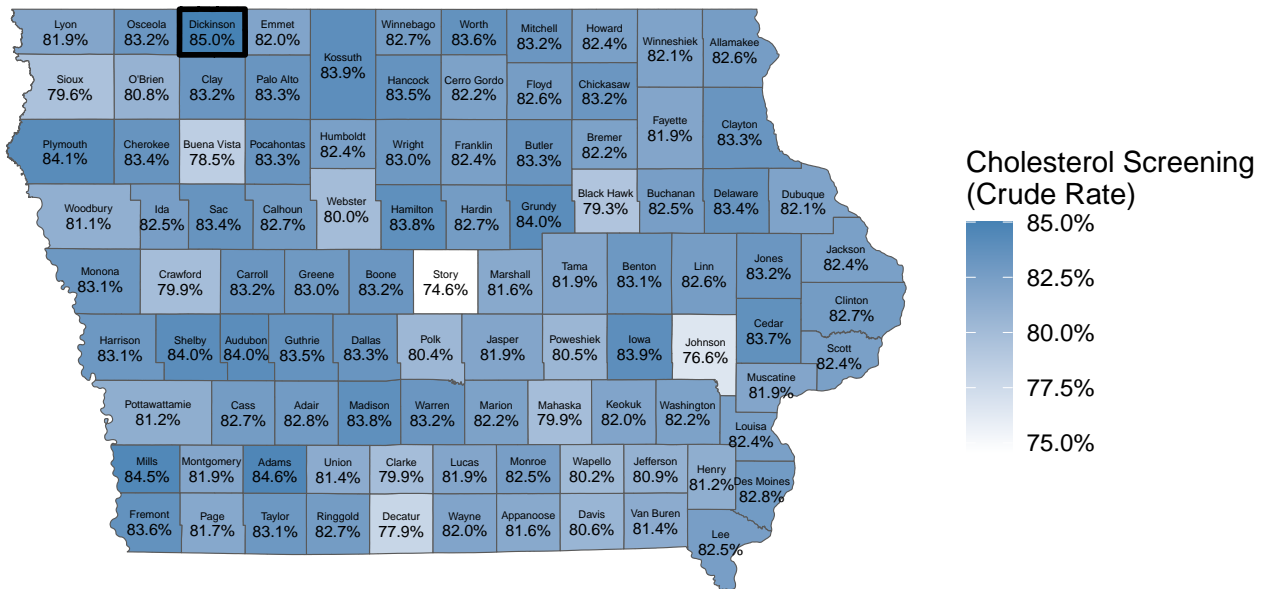 Lyon
81.9%
Osceola
83.2%
Dickinson
85.0%
Emmet
82.0%
Kossuth
83.9%
Winnebago
82.7%
Worth
83.6%
Mitchell
83.2%
Howard
82.4%
Winneshiek
82.1%
Allamakee
82.6%
Sioux
79.6%
O'Brien
80.8%
Clay
83.2%
Palo Alto
83.3%
Hancock
83.5%
Cerro Gordo
82.2%
Floyd
82.6%
Chickasaw
83.2%
Fayette
81.9%
Clayton
83.3%
Plymouth
84.1%
Cherokee
83.4%
Buena Vista
78.5%
Pocahontas
83.3%
Humboldt
82.4%
Wright
83.0%
Franklin
82.4%
Butler
83.3%
Bremer
82.2%
Woodbury
81.1%
Ida
82.5%
Sac
83.4%
Calhoun
82.7%
Webster
80.0%
Hamilton
83.8%
Hardin
82.7%
Grundy
84.0%
Black Hawk
79.3%
Buchanan
82.5%
Delaware
83.4%
Dubuque
82.1%
Monona
83.1%
Crawford
79.9%
Carroll
83.2%
Greene
83.0%
Boone
83.2%
Story
74.6%
Marshall
81.6%
Tama
81.9%
Benton
83.1%
Linn
82.6%
Jones
83.2%
Jackson
82.4%
Clinton
82.7%
Harrison
83.1%
Shelby
84.0%
Audubon
84.0%
Guthrie
83.5%
Dallas
83.3%
Polk
80.4%
Jasper
81.9%
Poweshiek
80.5%
Iowa
83.9%
Johnson
76.6%
Cedar
83.7%
Scott
82.4%
Muscatine
81.9%
Pottawattamie
81.2%
Cass
82.7%
Adair
82.8%
Madison
83.8%
Warren
83.2%
Marion
82.2%
Mahaska
79.9%
Keokuk
82.0%
Washington
82.2%
Louisa
82.4%
Mills
84.5%
Montgomery
81.9%
Adams
84.6%
Union
81.4%
Clarke
79.9%
Lucas
81.9%
Monroe
82.5%
Wapello
80.2%
Jefferson
80.9%
Henry
81.2%
Des Moines
82.8%
Fremont
83.6%
Page
81.7%
Taylor
83.1%
Ringgold
82.7%
Decatur
77.9%
Wayne
82.0%
Appanoose
81.6%
Davis
80.6%
Van Buren
81.4%
Lee
82.5%
Cholesterol Screening
(Crude Rate)
85.0%
82.5%
80.0%
77.5%
75.0%